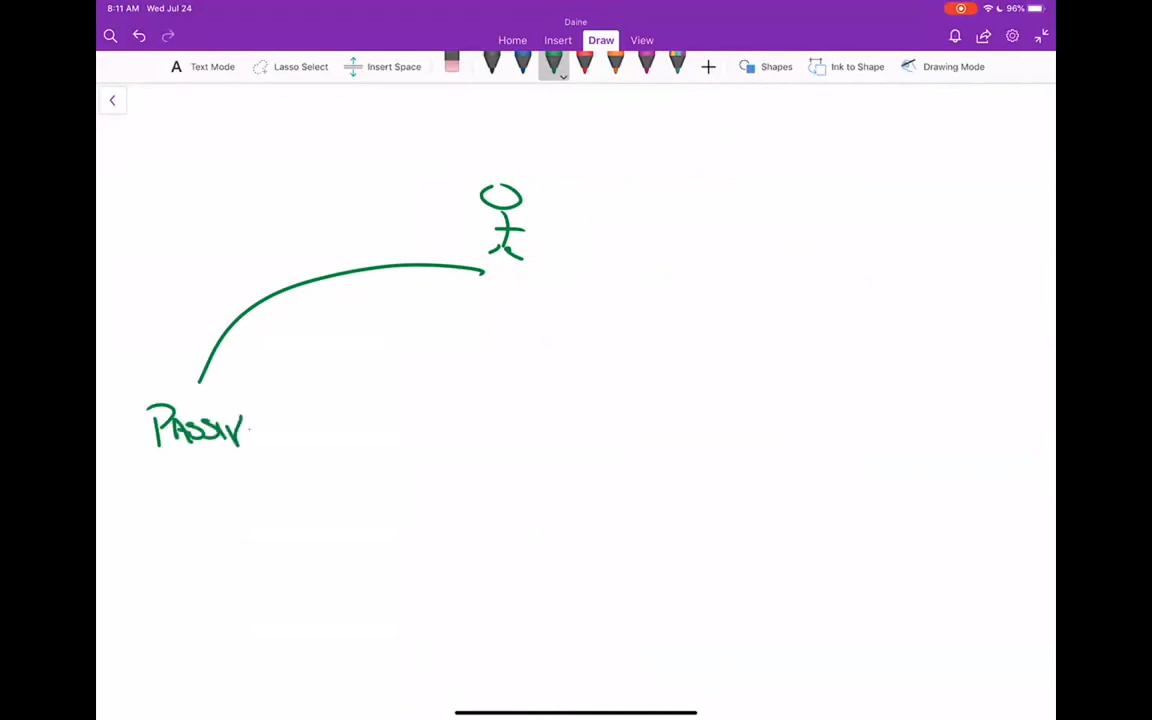 8:11 AM Wed Jul 24
96%
Daine
Home Insert Draw View
A Text Mode Lasso Select Insert Space Shapes Ink to Shape Drawing Mode
PASSIV